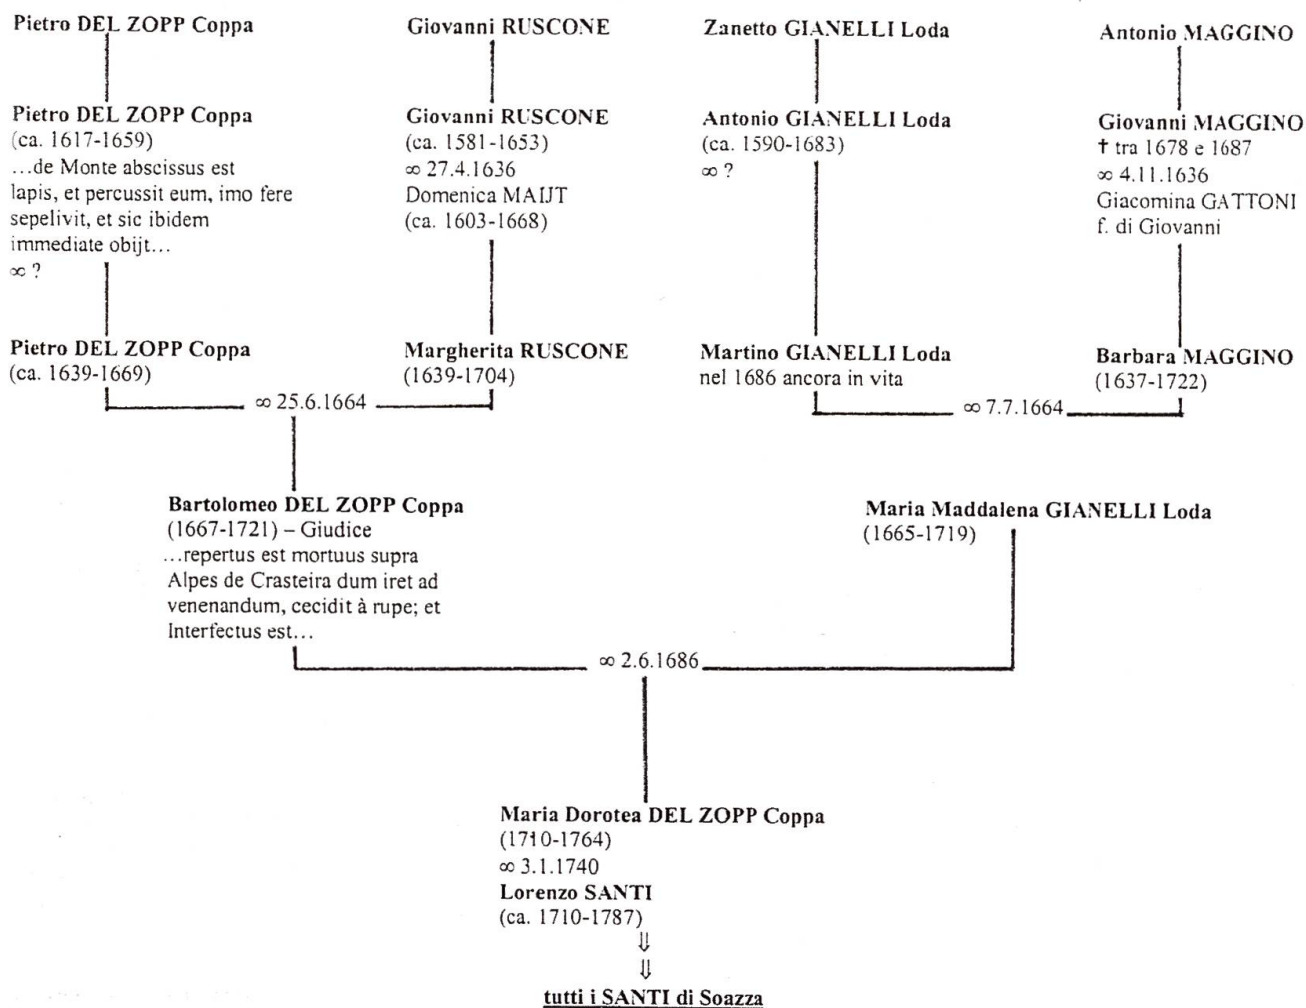 Pietro DEL ZOPP Coppa
Giovanni RUSCONE
Zanetto GIANELLI Loda
Antonio MAGGINO
Pietro DEL ZOPP Coppa
(ca. 1617-1659)
…de Monte abscissus est
lapis, et percussit eum, imo fere
sepelivit, et sic ibidem
immediate obijt…
∞ ?
Giovanni RUSCONE
(ca. 1581-1653)
∞ 27.4.1636
Domenica MAIJT
(ca. 1603-1668)
Antonio GIANELLI Loda
(ca. 1590-1683)
∞ ?
Giovanni MAGGINO
† tra 1678 e 1687
∞ 4.11.1636
Giacomina GATTONI
f. di Giovanni
Pietro DEL ZOPP Coppa
(ca. 1639-1669)
Margherita RUSCONE
(1639-1704)
Martino GIANELLI Loda
nel 1686 ancora in vita
Barbara MAGGINO
(1637-1722)
∞ 25.6.1664
∞ 7.7.1664
Bartolomeo DEL ZOPP Coppa
(1667-1721) – Giudice
…repertus est mortuus supra
Alpes de Crasteira dum iret ad
venenandum, cecidit à rupe; et
Interfectus est…
Maria Maddalena GIANELLI Loda
(1665-1719)
∞ 2.6.1686
Maria Dorotea DEL ZOPP Coppa
(1710-1764)
∞ 3.1.1740
Lorenzo SANTI
(ca. 1710-1787)
⇓
⇓
tutti i SANTI di Soazza